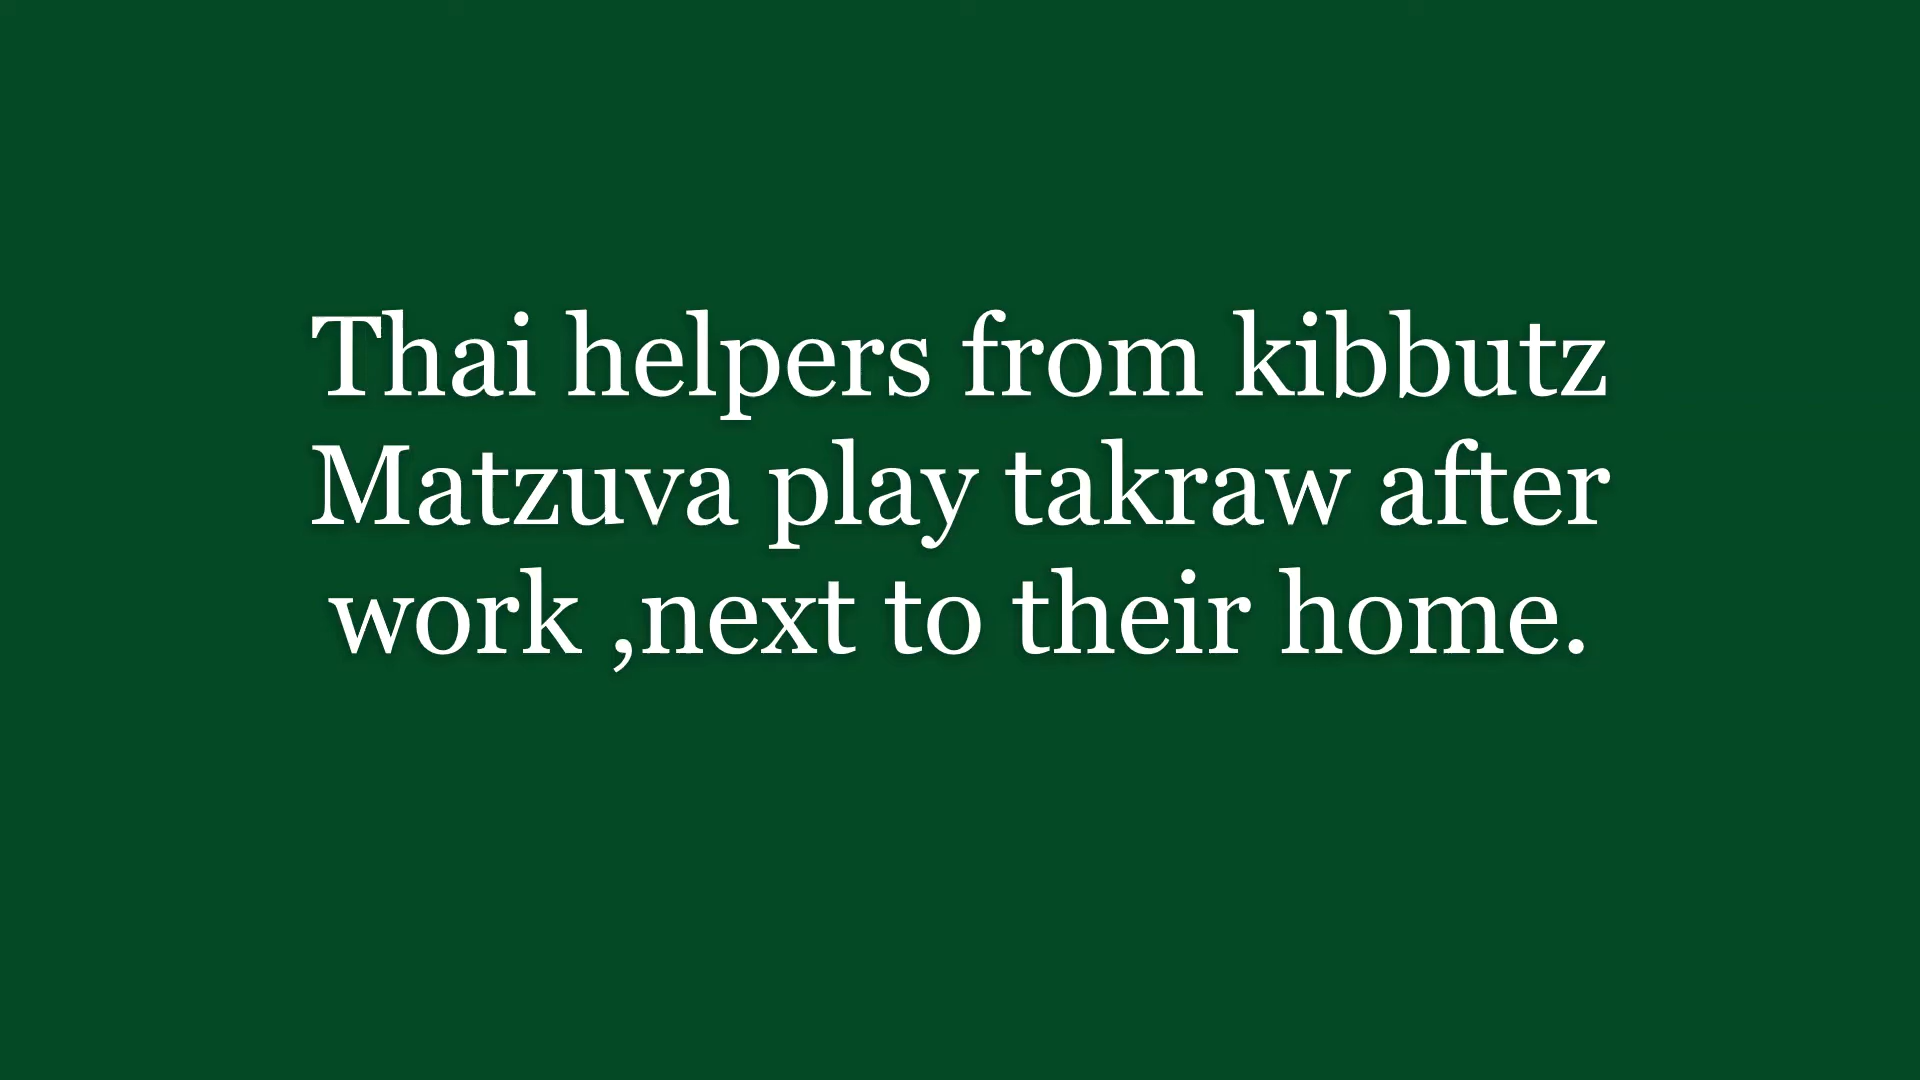 Thai helpers from kibbutz
Matzuva play takraw after
work ,next to their home.